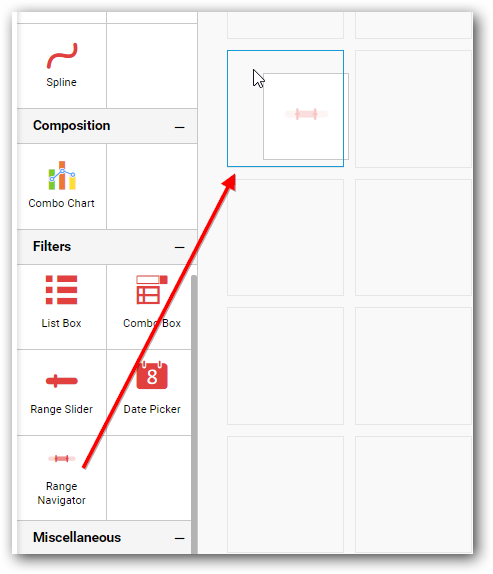 Spline
Composition
Combo Chart
Filters
List Box
Combo Box
Range Slider
8
Date Picker
Range
Navigator
Miscellaneous